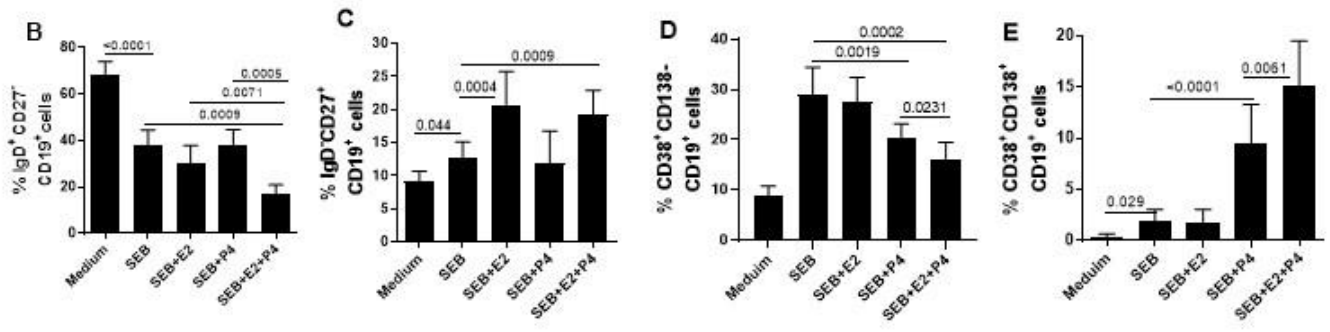 B
% IgD+ CD27-
CD19+ cells
80
60
40
20
0
<0.0001
0.0005
0.0071
0.0009
Medium
SEB
SEB+E2
SEB+P4
SEB+E2+P4
C
% IgD-CD27+
CD19+ cells
30
25
20
15
10
5
0
0.0009
0.0004
0.044
Medium
SEB
SEB+E2
SEB+P4
SEB+E2+P4
D
% CD38+CD138-
CD19+ cells
40
30
20
10
0
0.0002
0.0019
0.0231
Meduim
SEB
SEB+E2
SEB+P4
SEB+E2+P4
E
% CD38+CD138+
CD19+ cells
20
15
10
5
0
0.0061
<0.0001
0.029
Meduim
SEB
SEB+E2
SEB+P4
SEB+E2+P4